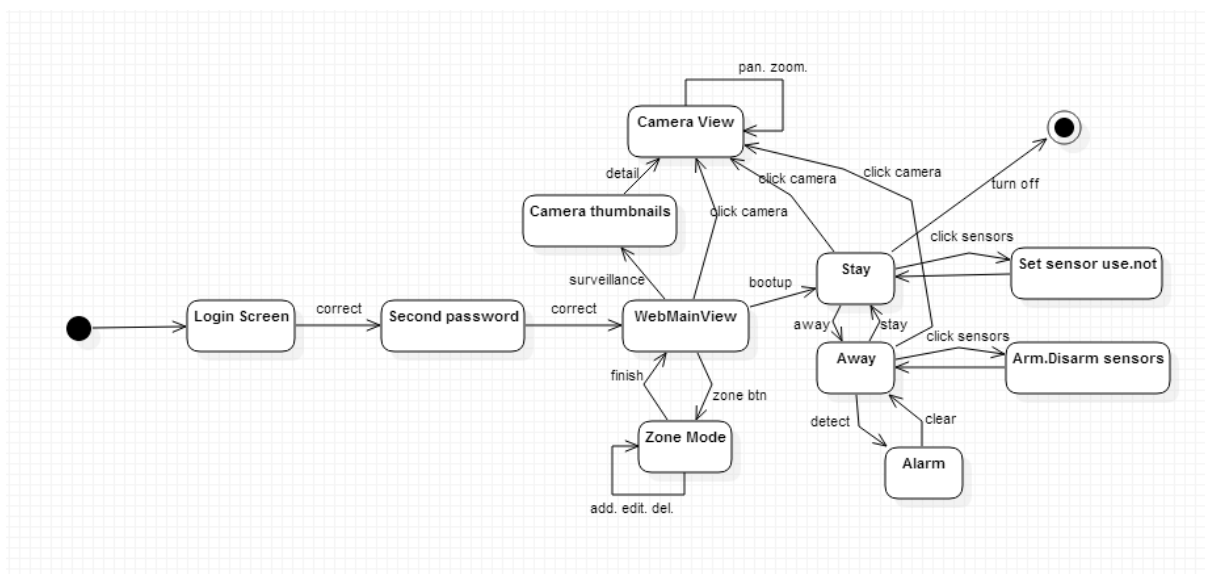 pan. zoom.
Camera View
detail
click camera
click camera
Camera thumbnails
click camera
turn off
click sensors
Stay
Set sensor use.not
surveillance
bootup
Login Screen
correct
Second password
correct
WebMainView
away
stay
click sensors
Away
Arm.Disarm sensors
finish
zone btn
detect
clear
Zone Mode
Alarm
add. edit. del.